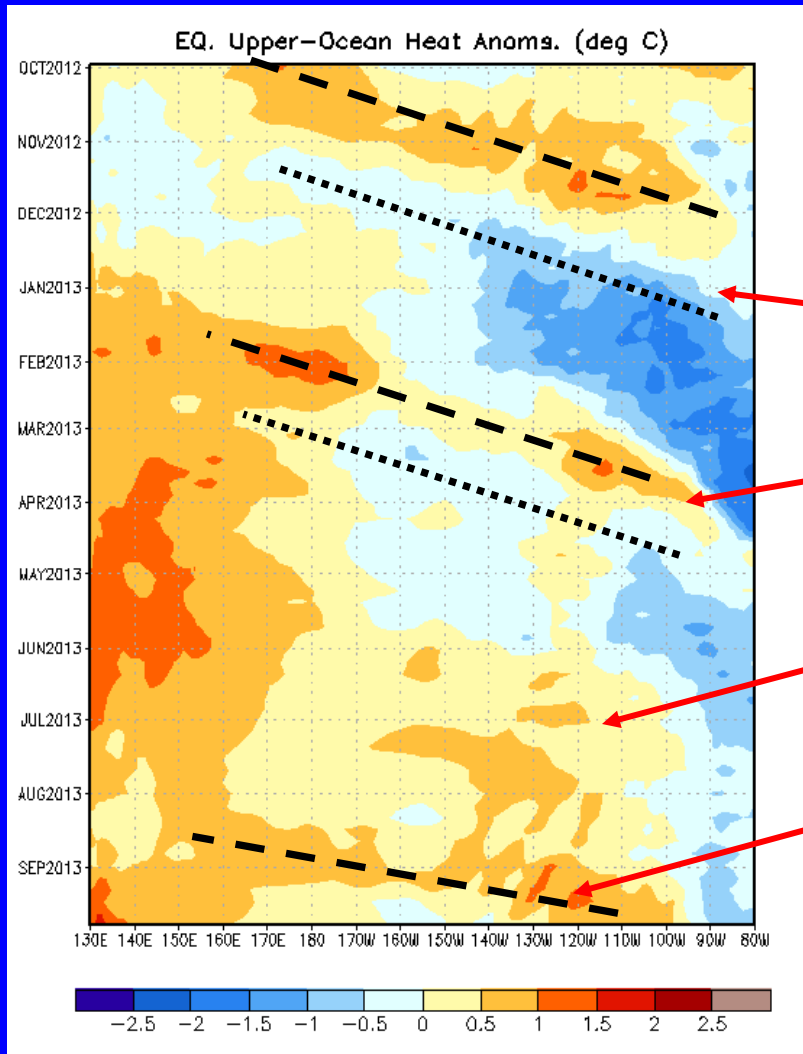 EQ. Upper-Ocean Heat Anoms. (deg C)
OCT2012
NOV2012
DEC2012
JAN2013
FEB2013
MAR2013
APR2013
MAY2013
JUN2013
JUL2013
AUG2013
SEP2013
130E 140E 150E 160E 170E 180 170W 160W 150W 140W 130W 120W 110W 100W 90W 80W
-2.5 -2 -1.5 -1 -0.5 0 0.5 1 1.5 2 2.5